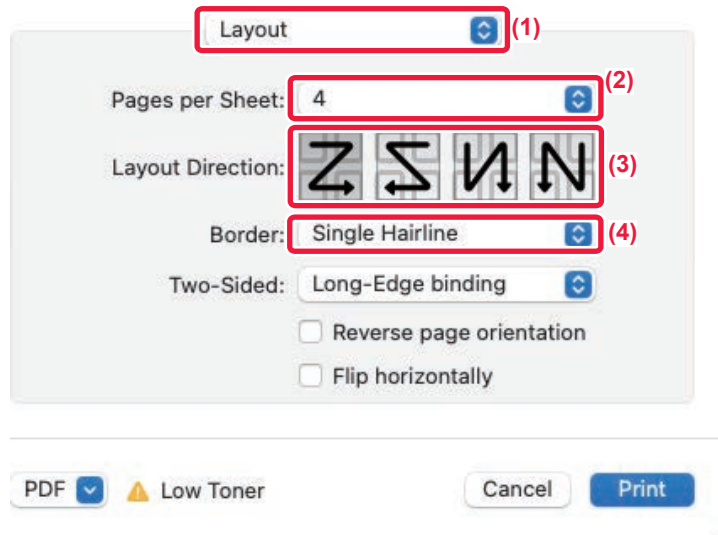 Layout (1)
Pages per Sheet: 4 (2)
Layout Direction: (3)
Border: Single Hairline (4)
Two-Sided: Long-Edge binding
Reverse page orientation
Flip horizontally
PDF Low Toner Cancel Print